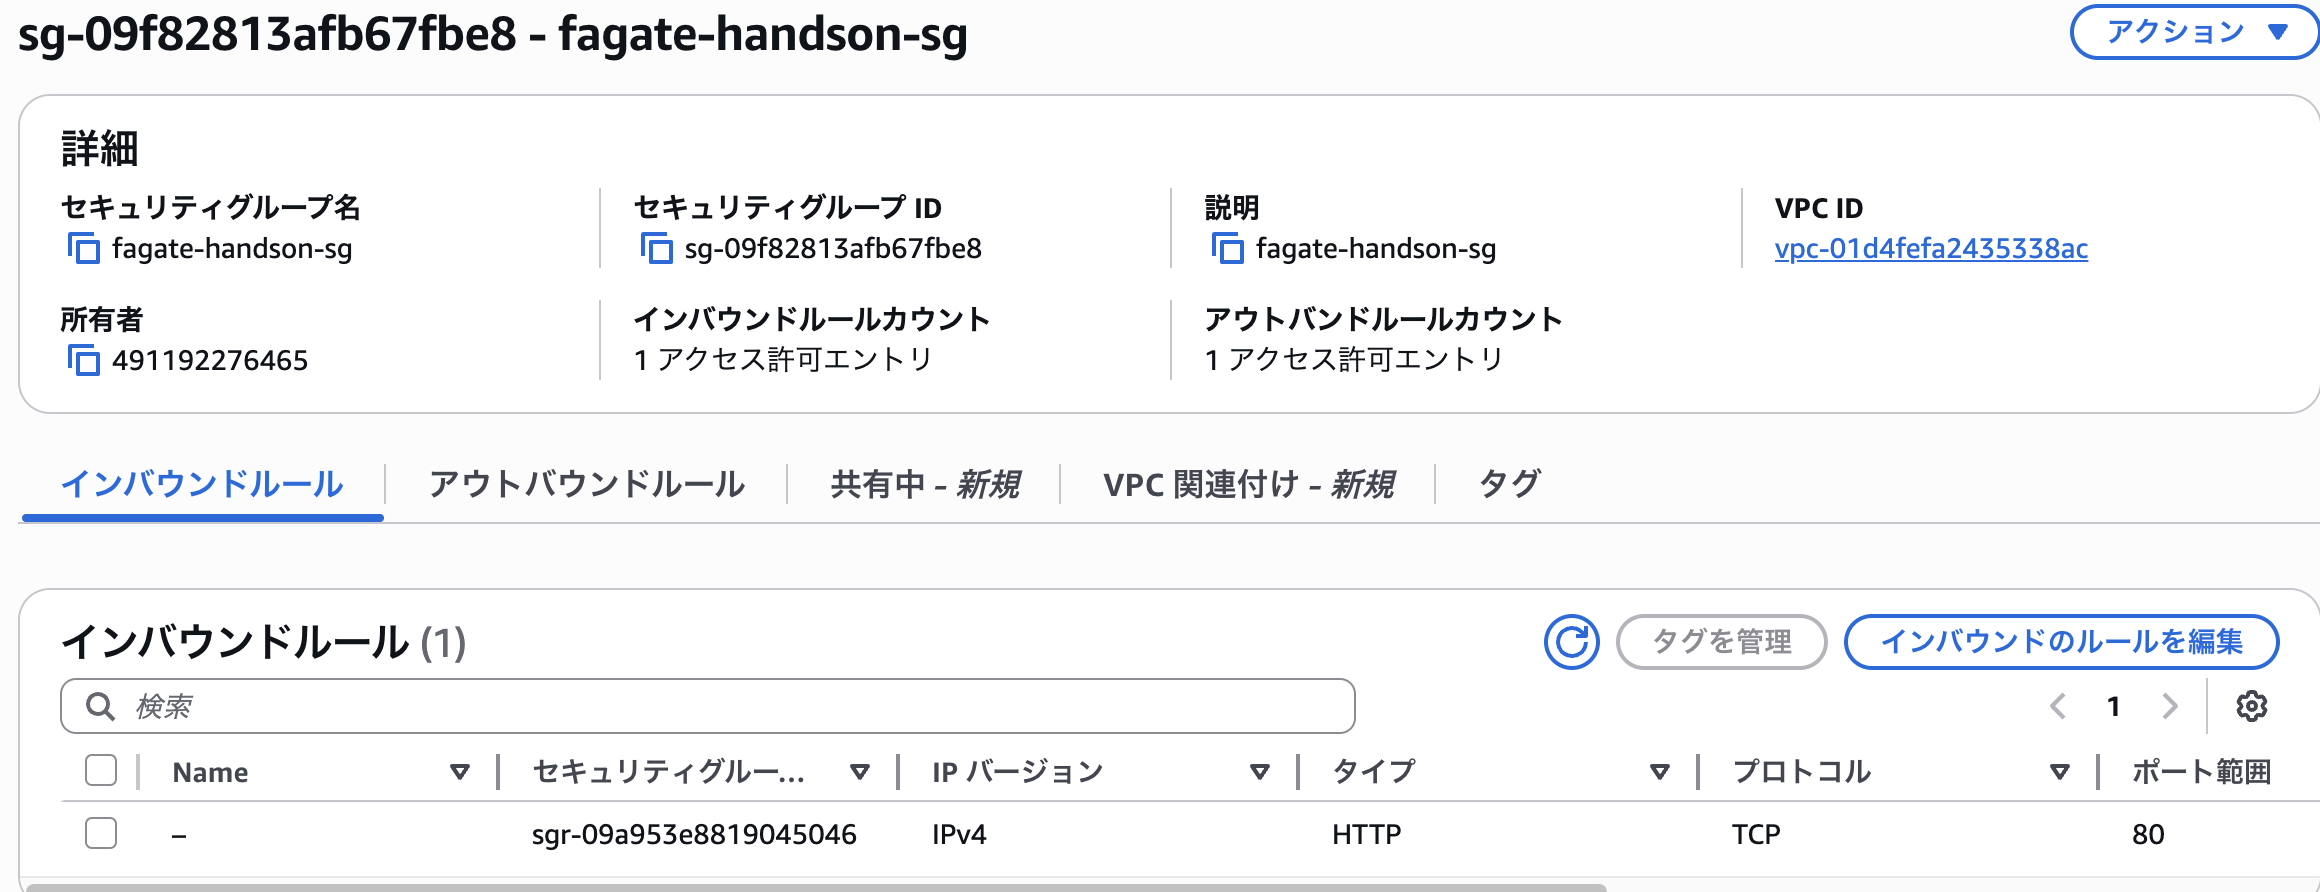 sg-09f82813afb67fbe8 - fagate-handson-sg
アクション
詳細
セキュリティグループ名
fagate-handson-sg
セキュリティグループ ID
sg-09f82813afb67fbe8
説明
fagate-handson-sg
VPC ID
vpc-01d4fefa2435338ac
所有者
491192276465
インバウンドルールカウント
1 アクセス許可エントリ
アウトバンドルールカウント
1 アクセス許可エントリ
インバウンドルール
アウトバウンドルール
共有中 - 新規
VPC 関連付け - 新規
タグ
インバウンドルール (1)
タグを管理
インバウンドのルールを編集
検索
1
Name
セキュリティグルー...
IP バージョン
タイプ
プロトコル
ポート範囲
–
sgr-09a953e8819045046
IPv4
HTTP
TCP
80